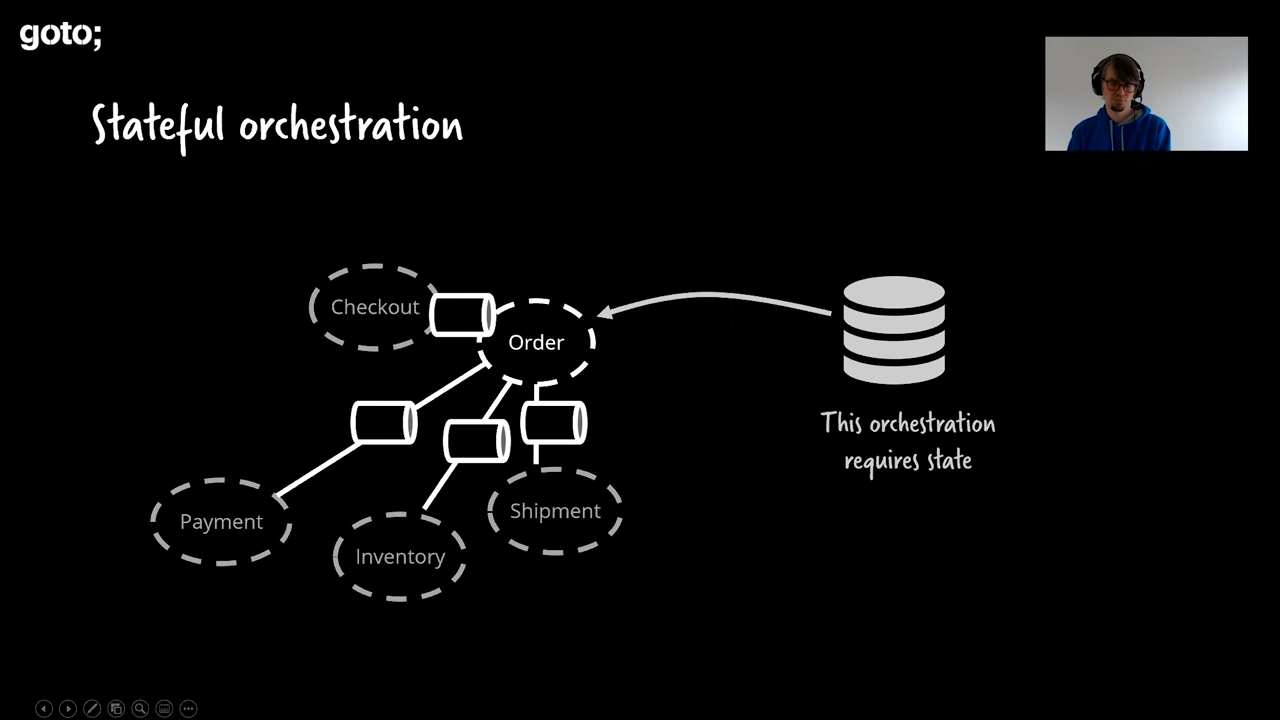 goto;
Stateful orchestration
Checkout
Order
This orchestration
requires state
Payment
Inventory
Shipment